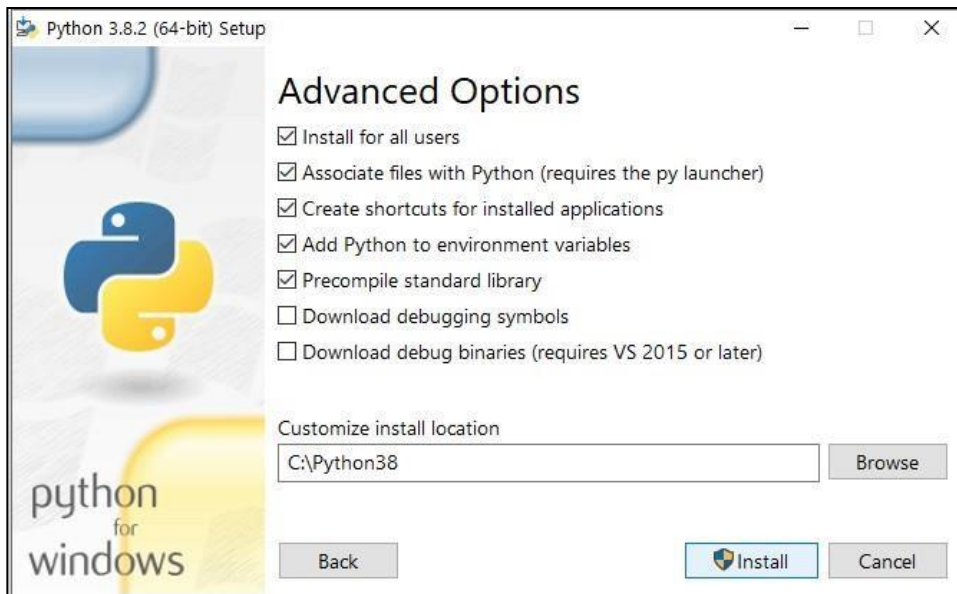 Python 3.8.2 (64-bit) Setup
Advanced Options
Install for all users
Associate files with Python (requires the py launcher)
Create shortcuts for installed applications
Add Python to environment variables
Precompile standard library
Download debugging symbols
Download debug binaries (requires VS 2015 or later)
Customize install location
C:\Python38
Browse
python
for
windows
Back
Install
Cancel